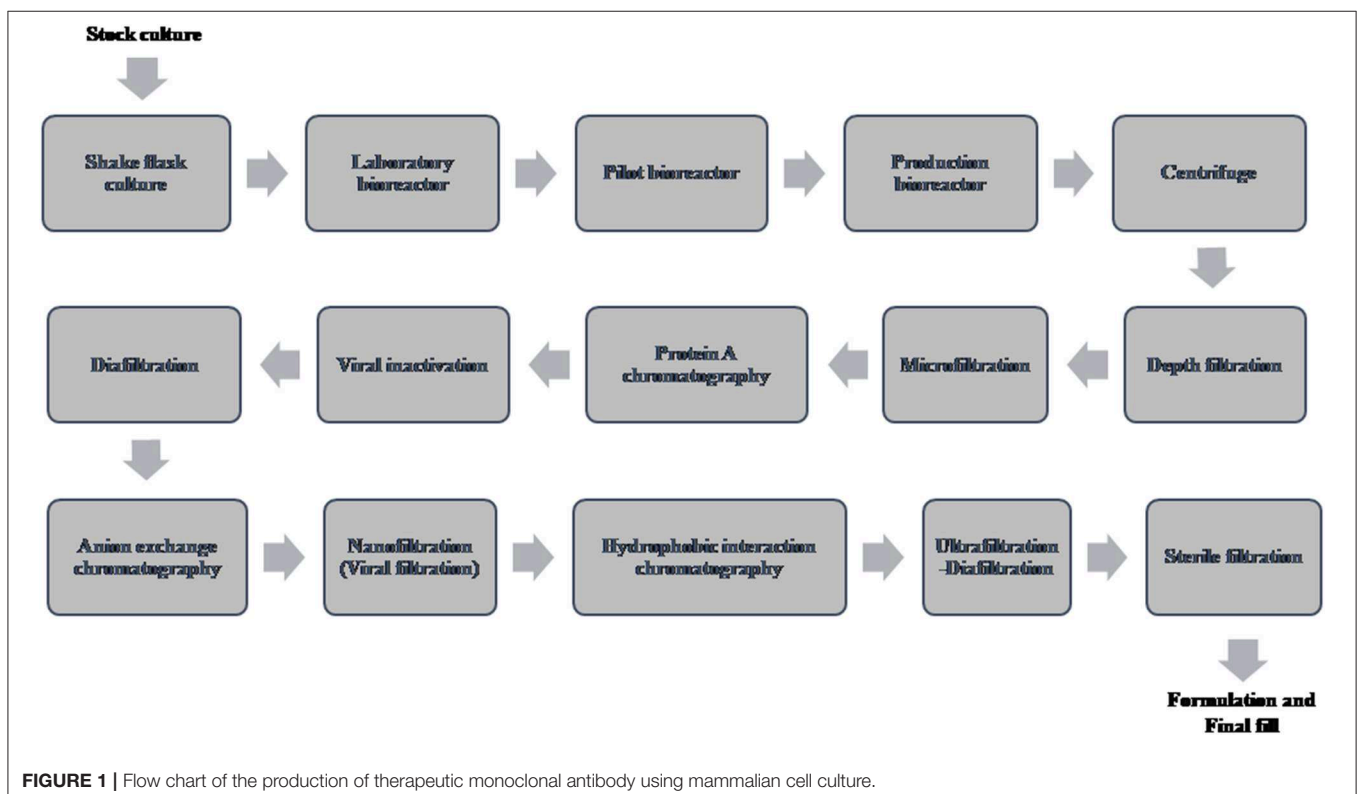 Stock culture
Shake flask
culture
Laboratory
bioreactor
Pilot bioreactor
Production
bioreactor
Centrifuge
Depth filtration
Microfiltration
Protein A
chromatography
Viral inactivation
Diafiltration
Anion exchange
chromatography
Nanofiltration
(Viral filtration)
Hydrophobic interaction
chromatography
Ultrafiltration
-Diafiltration
Sterile filtration
Formulation and
Final fill
FIGURE 1 | Flow chart of the production of therapeutic monoclonal antibody using mammalian cell culture.